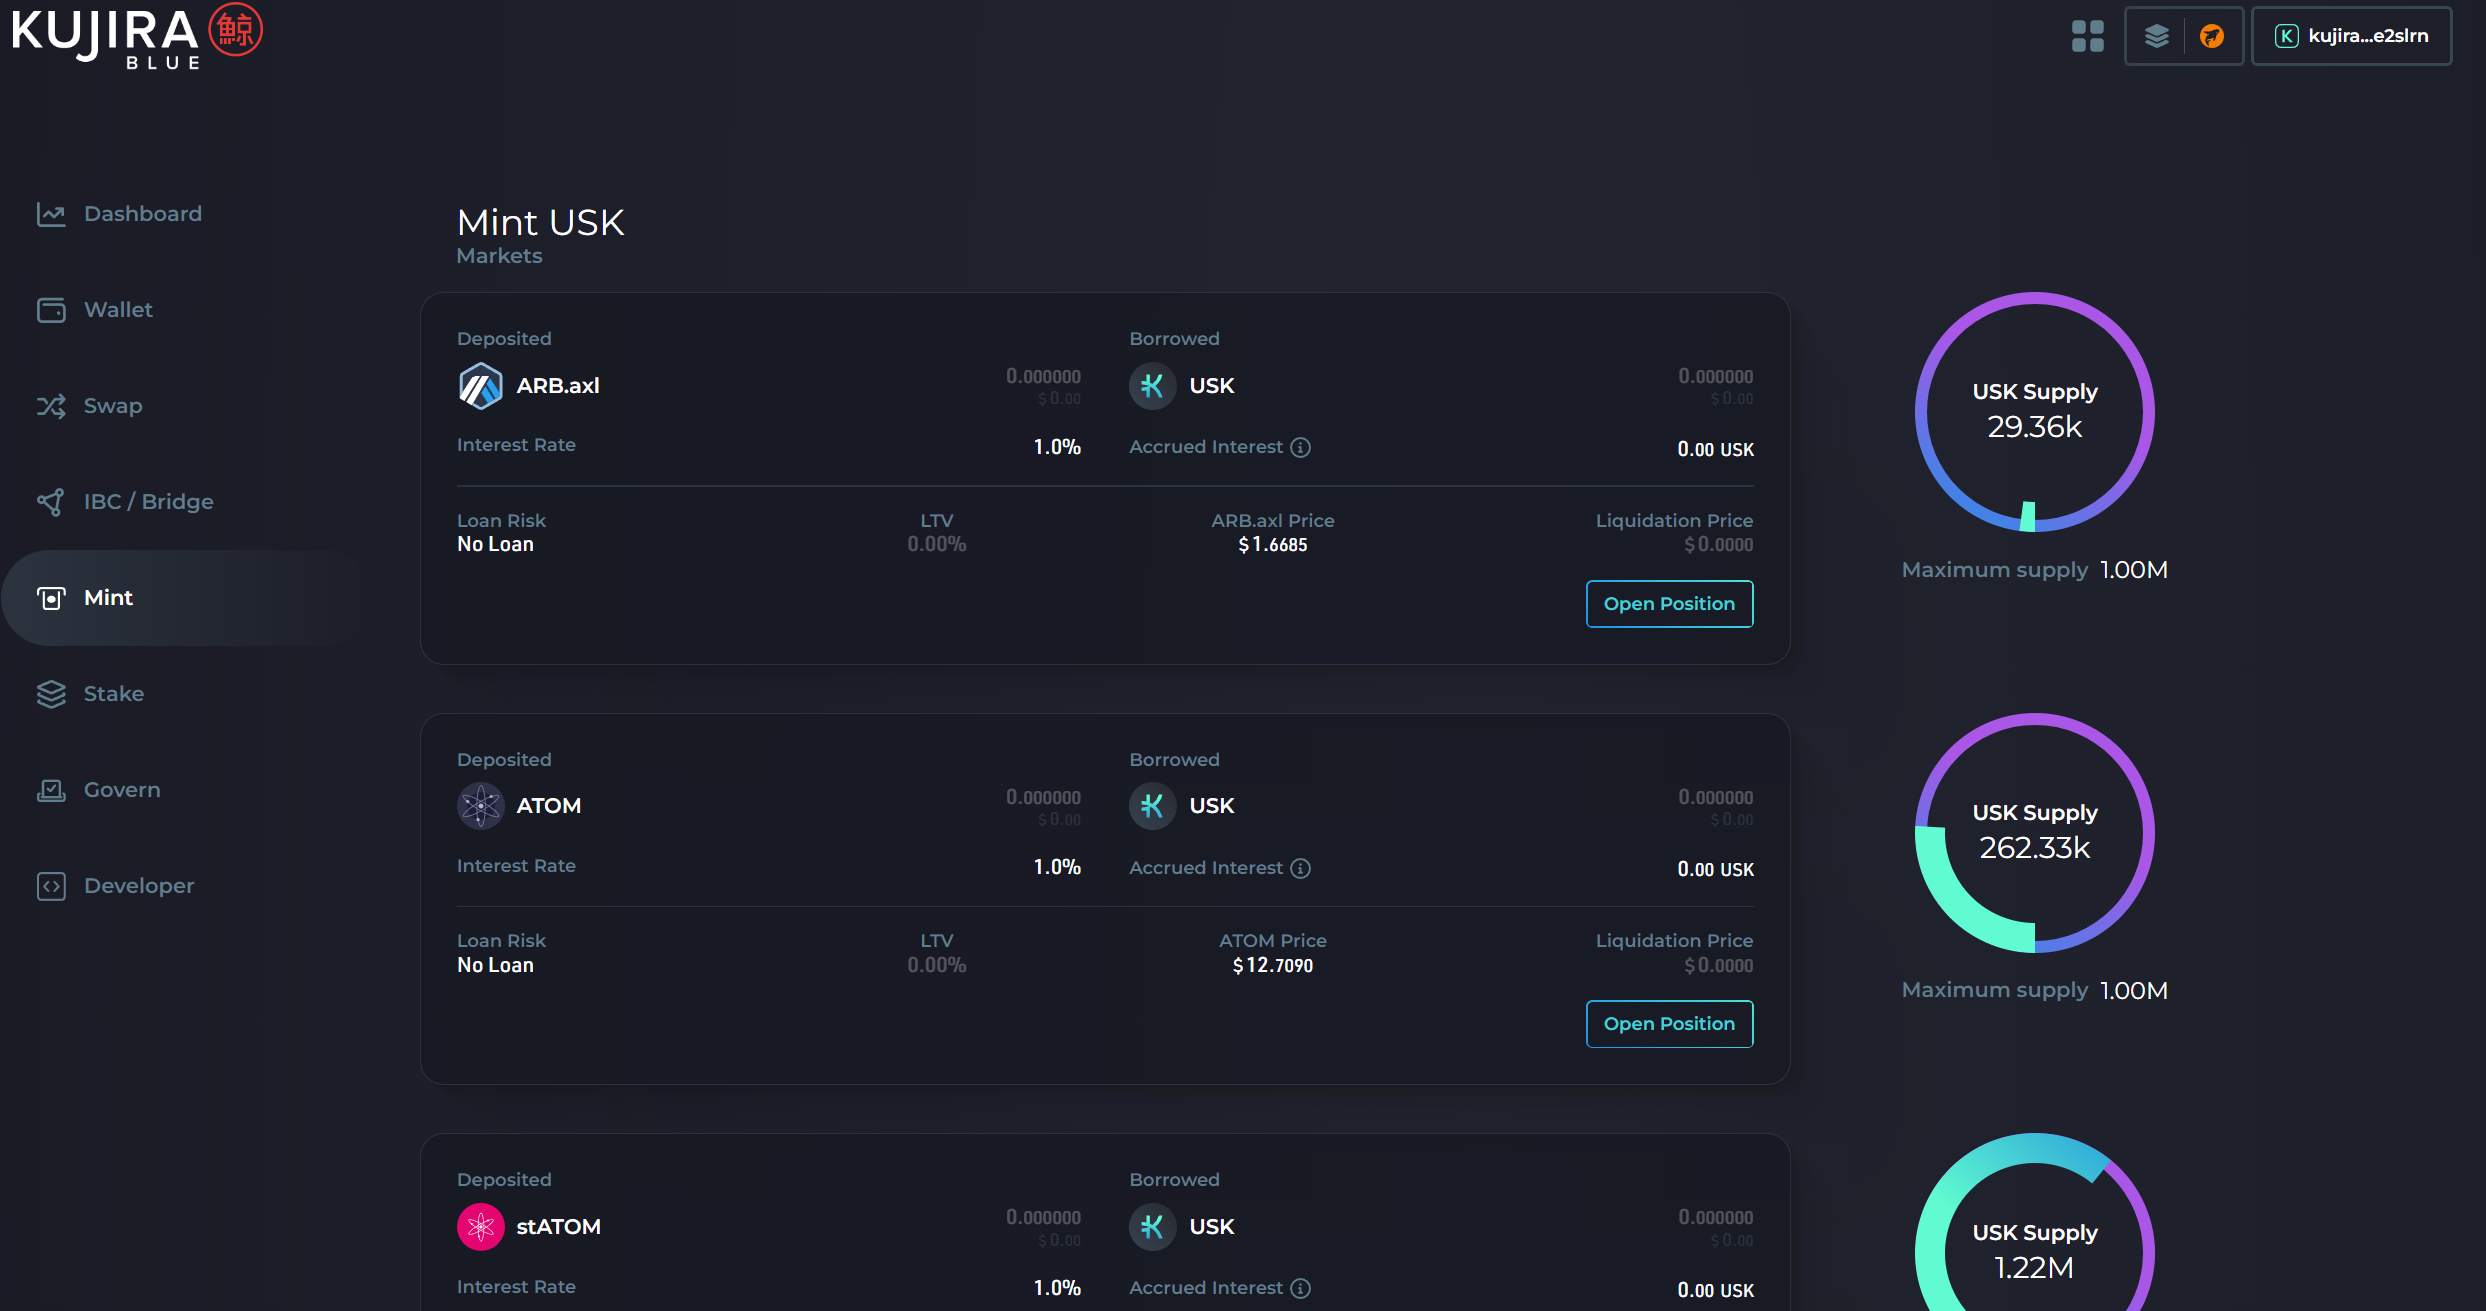 KUJIRA 鯨
BLUE
K kujira...e2slrn
Dashboard
Wallet
Swap
IBC / Bridge
Mint
Stake
Govern
Developer
Mint USK
Markets
Deposited
ARB.axl
0.000000
$0.00
Interest Rate
1.0%
Borrowed
USK
0.000000
$0.00
Accrued Interest
0.00 USK
Loan Risk
No Loan
LTV
0.00%
ARB.axl Price
$1.6685
Liquidation Price
$0.0000
Open Position
USK Supply
29.36k
Maximum supply 1.00M
Deposited
ATOM
0.000000
$0.00
Interest Rate
1.0%
Borrowed
USK
0.000000
$0.00
Accrued Interest
0.00 USK
Loan Risk
No Loan
LTV
0.00%
ATOM Price
$12.7090
Liquidation Price
$0.0000
Open Position
USK Supply
262.33k
Maximum supply 1.00M
Deposited
stATOM
0.000000
$0.00
Interest Rate
1.0%
Borrowed
USK
0.000000
$0.00
Accrued Interest
0.00 USK
USK Supply
1.22M